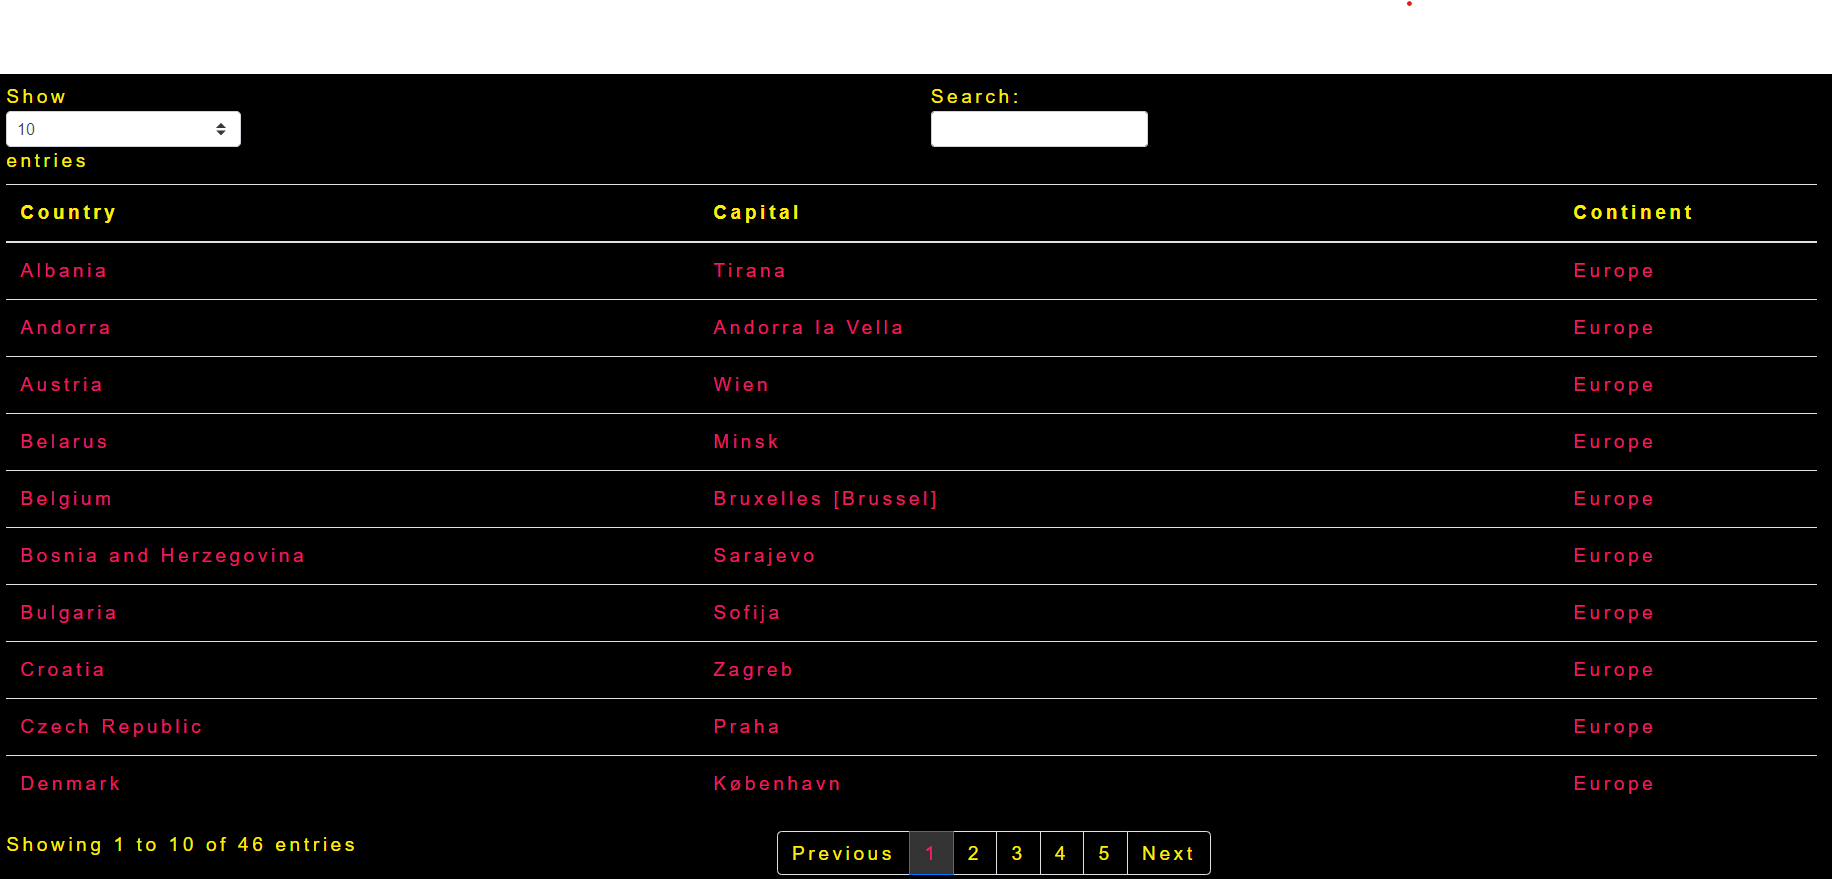 Show
10
entries
Search:
Country Capital Continent
Albania Tirana Europe
Andorra Andorra la Vella Europe
Austria Wien Europe
Belarus Minsk Europe
Belgium Bruxelles [Brussel] Europe
Bosnia and Herzegovina Sarajevo Europe
Bulgaria Sofija Europe
Croatia Zagreb Europe
Czech Republic Praha Europe
Denmark København Europe
Showing 1 to 10 of 46 entries
Previous 1 2 3 4 5 Next